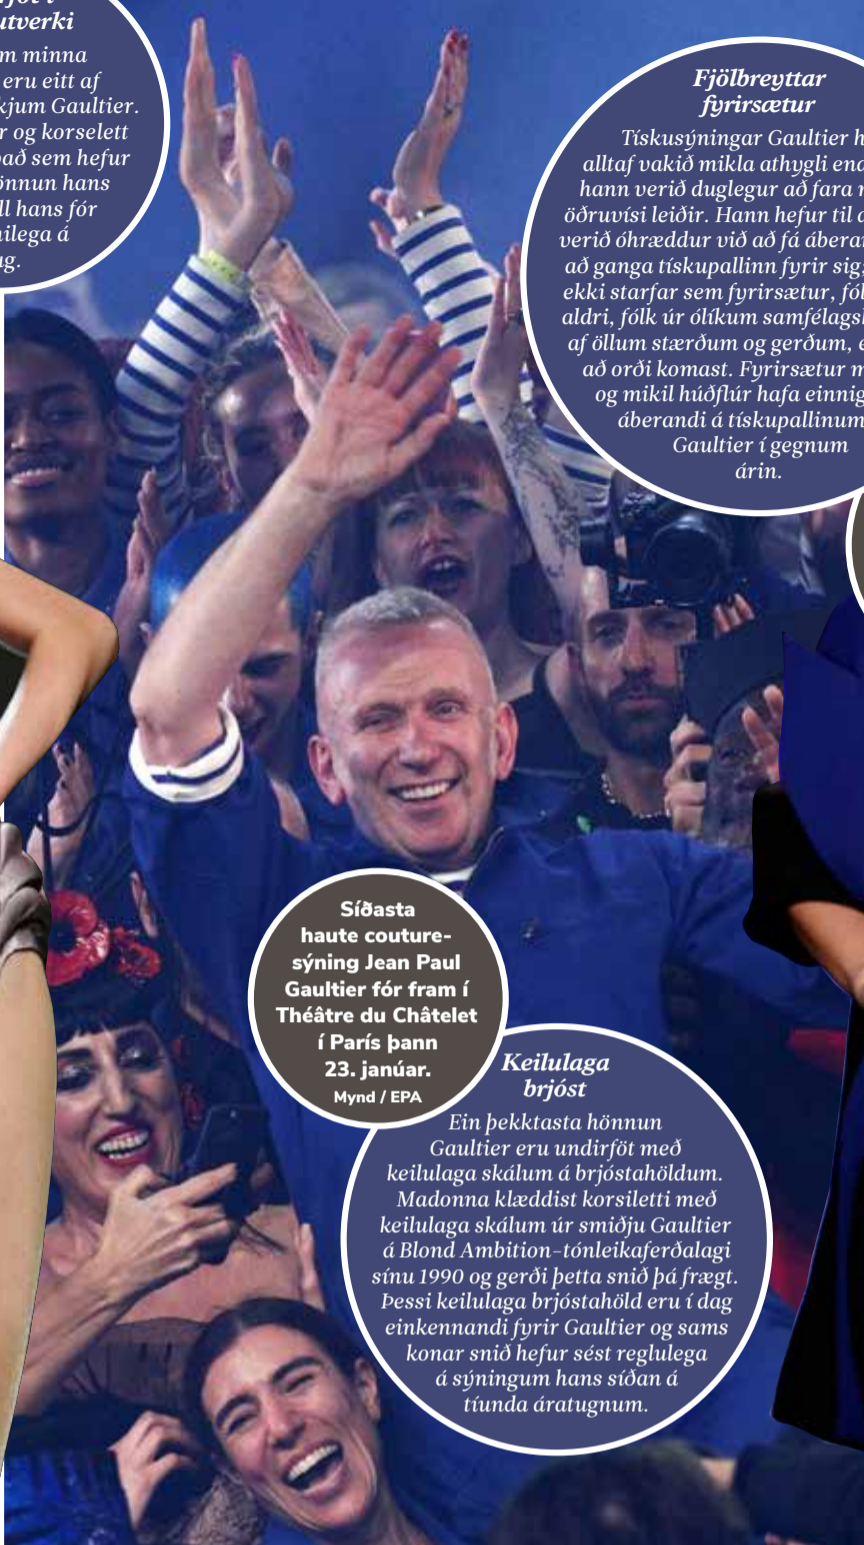 utverki
m minna
eru eitt af
kjum Gaultier.
r og korselett
það sem hefur
önnun hans
ll hans fór
nilega á
ug.
Fjölbreyttar
fyrirsætur
Tískusýningar Gaultier h
alltaf vakið mikla athygli end
hann verið duglegur að fara
öðruvísi leiðir. Hann hefur til
verið óhræddur við að fá áberan
að ganga tískupallinn fyrir sig,
ekki starfar sem fyrirsætur, fól
aldri, fólk úr ólíkum samfélagsh
af öllum stærðum og gerðum, e
að orði komast. Fyrirsætur m
og mikil húðflúr hafa einnig
áberandi á tískupallinum
Gaultier í gegnum
árin.
Síðasta
haute couture-
sýning Jean Paul
Gaultier fór fram í
Théâtre du Châtelet
í París þann
23. janúar.
Mynd / EPA
Keilulaga
brjóst
Ein þekktasta hönnun
Gaultier eru undirföt með
keilulaga skálum á brjóstahöldum.
Madonna klæddist korsiletti með
keilulaga skálum úr smiðju Gaultier
á Blond Ambition-tónleikaferðalagi
sínu 1990 og gerði þetta snið þá frægt.
Þessi keilulaga brjóstahöld eru í dag
einkennandi fyrir Gaultier og sams
konar snið hefur sést reglulega
á sýningum hans síðan á
tíunda áratugnum.